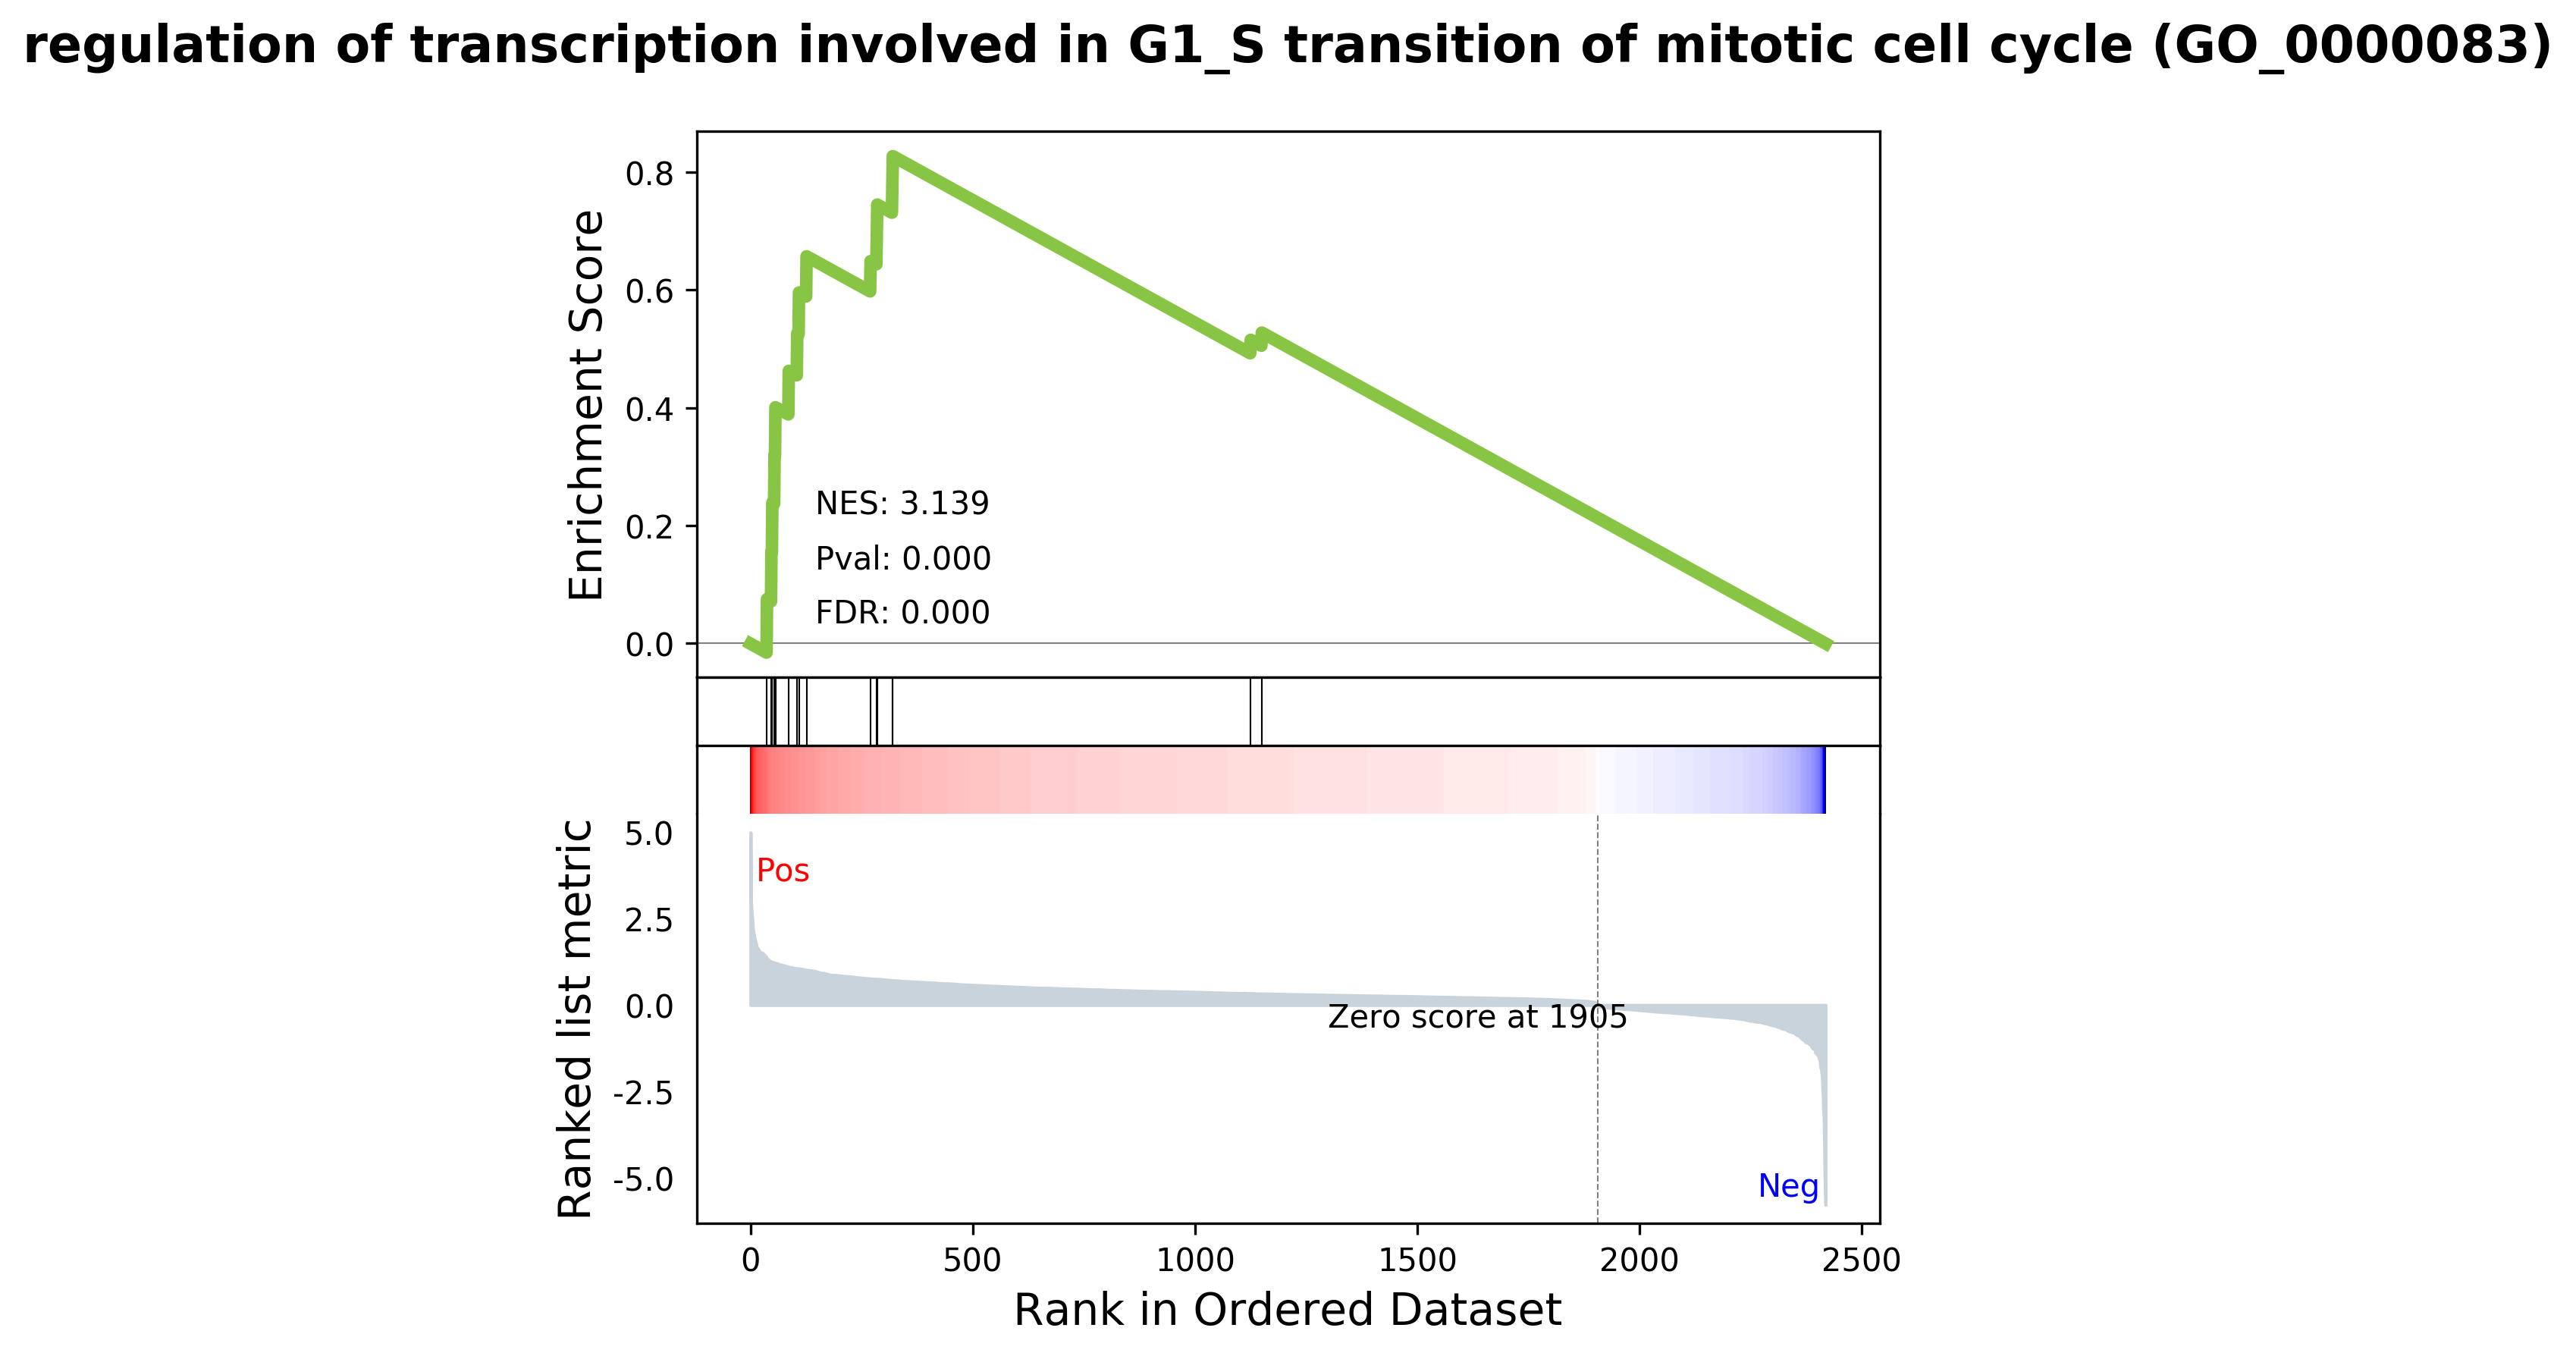 regulation of transcription involved in G1_S transition of mitotic cell cycle (GO_0000083)
Enrichment Score
0.8
0.6
0.4
0.2
0.0
NES: 3.139
Pval: 0.000
FDR: 0.000
Ranked list metric
5.0
2.5
0.0
-2.5
-5.0
Pos
Zero score at 1905
Neg
0 500 1000 1500 2000 2500
Rank in Ordered Dataset